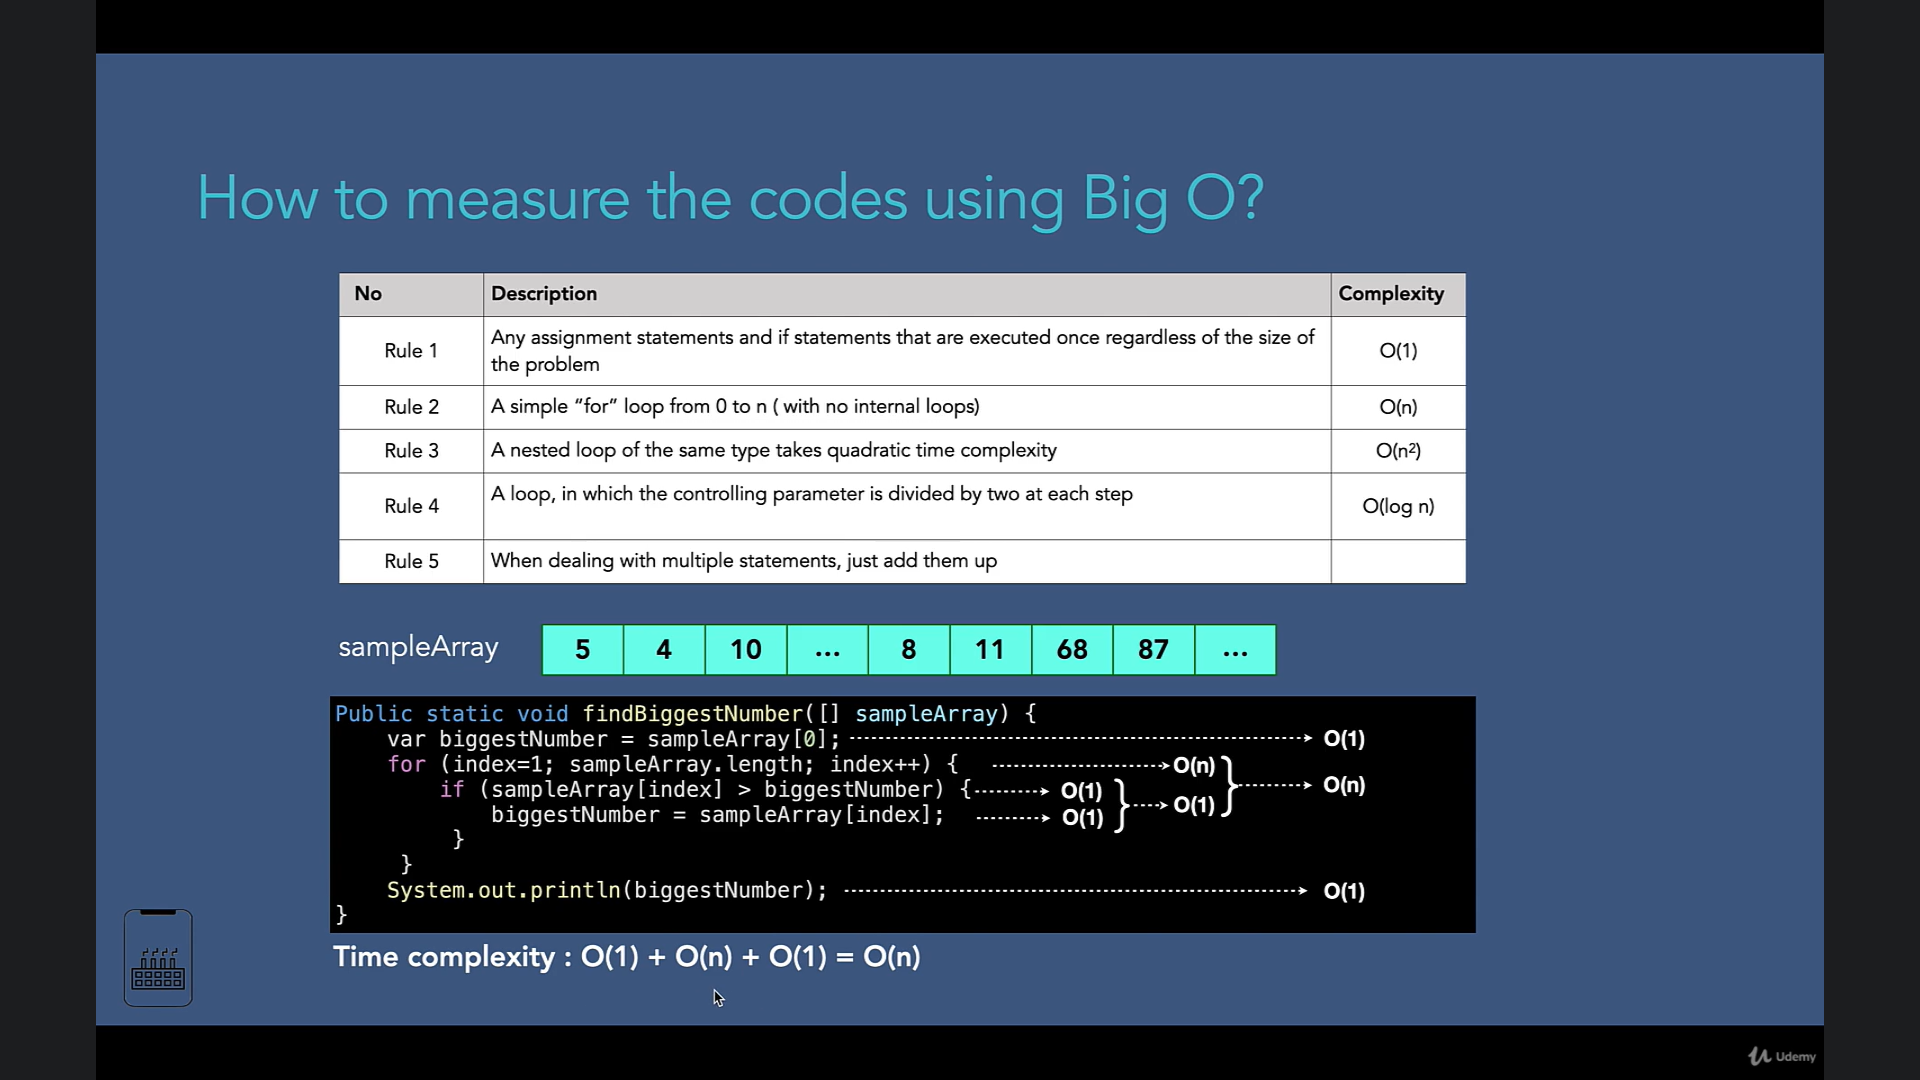 How to measure the codes using Big O?
No Description Complexity
Rule 1 Any assignment statements and if statements that are executed once regardless of the size of
the problem O(1)
Rule 2 A simple “for” loop from 0 to n ( with no internal loops) O(n)
Rule 3 A nested loop of the same type takes quadratic time complexity O(n²)
Rule 4 A loop, in which the controlling parameter is divided by two at each step O(log n)
Rule 5 When dealing with multiple statements, just add them up
sampleArray 5 4 10 ... 8 11 68 87 ...
Public static void findBiggestNumber([] sampleArray) {
var biggestNumber = sampleArray[0]; O(1)
for (index=1; sampleArray.length; index++) { O(n) O(n)
if (sampleArray[index] > biggestNumber) { O(1) O(1)
biggestNumber = sampleArray[index]; O(1)
}
}
System.out.println(biggestNumber); O(1)
}
Time complexity : O(1) + O(n) + O(1) = O(n)
Udemy